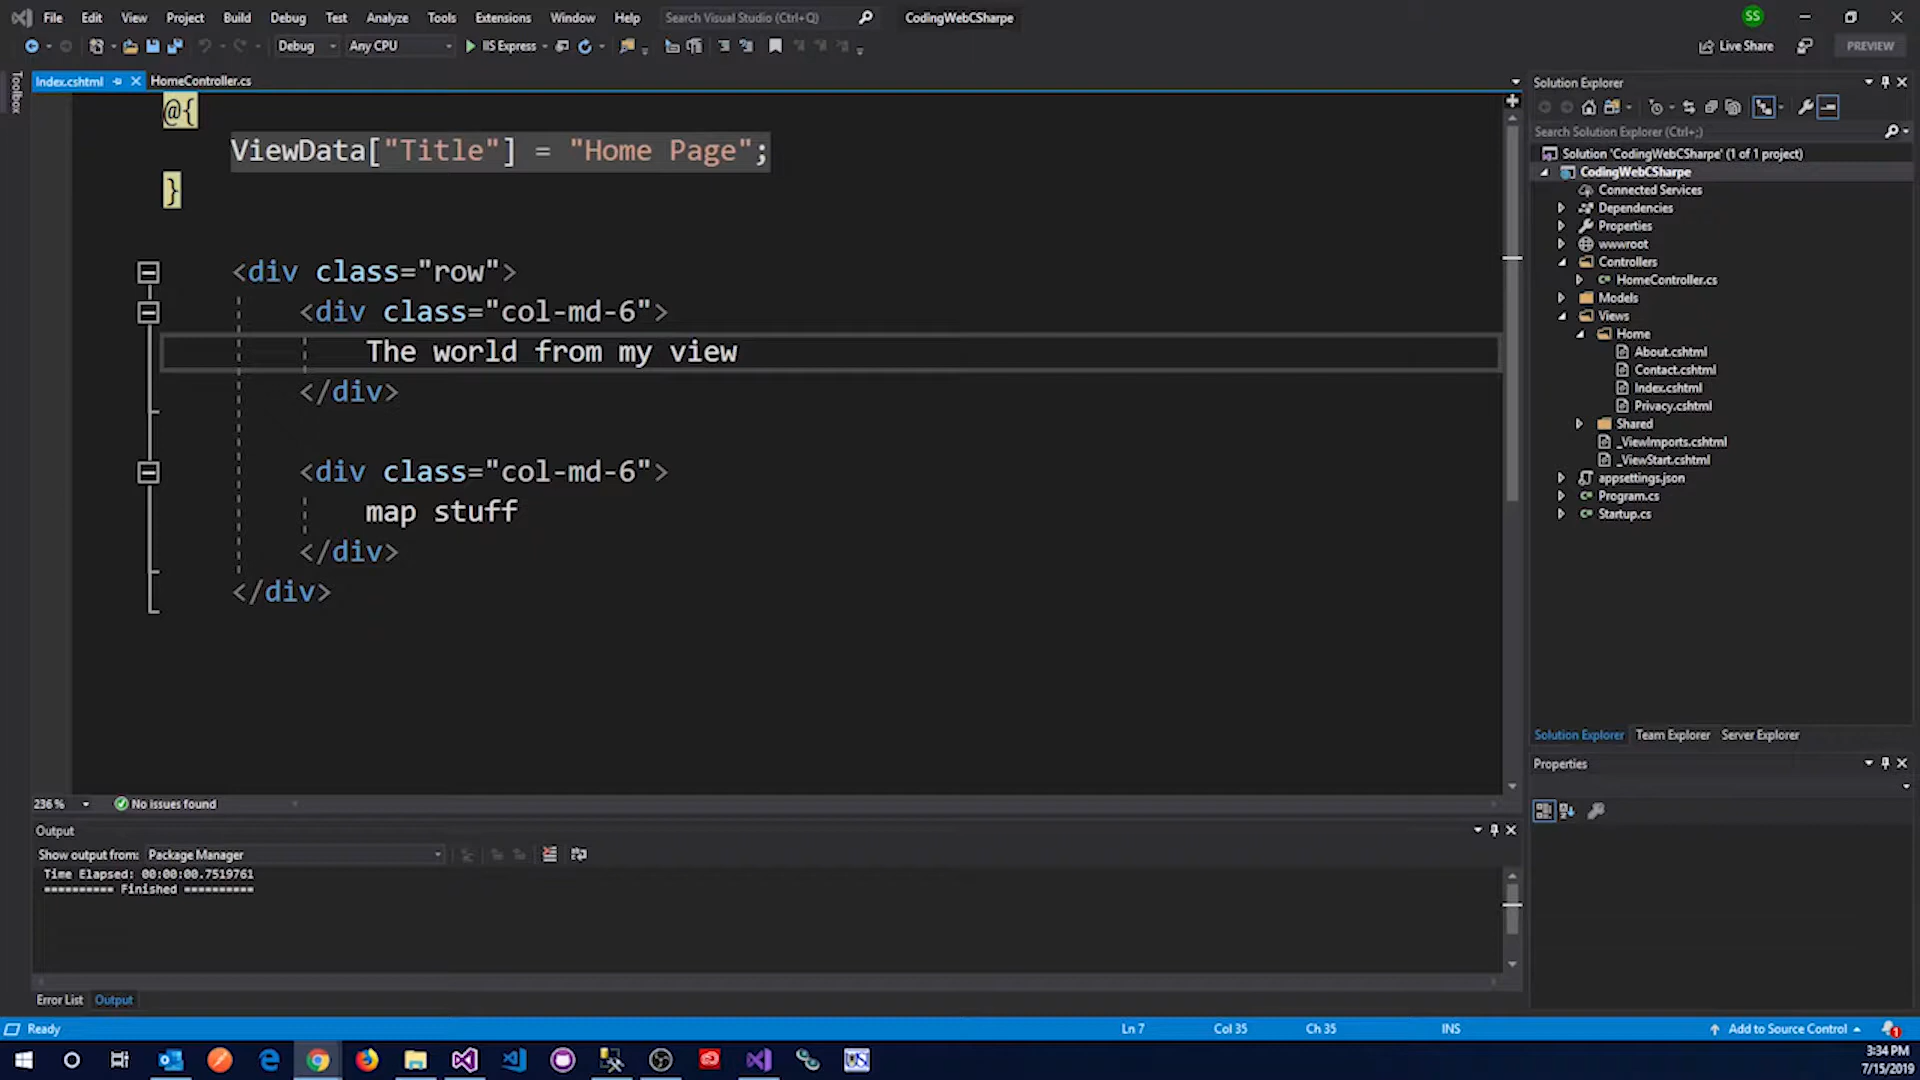 File Edit View Project Build Debug Test Analyze Tools Extensions Window Help Search Visual Studio (Ctrl+Q) CodingWebCSharpe SS
Debug Any CPU IIS Express Live Share PREVIEW
Toolbox
Index.cshtml HomeController.cs
@{
ViewData["Title"] = "Home Page";
}
<div class="row">
<div class="col-md-6">
The world from my view
</div>
<div class="col-md-6">
map stuff
</div>
</div>
236 % No issues found
Output
Show output from: Package Manager
Time Elapsed: 00:00:00.7519761
========== Finished ==========
Error List Output
Solution Explorer
Search Solution Explorer (Ctrl+;)
Solution 'CodingWebCSharpe' (1 of 1 project)
CodingWebCSharpe
Connected Services
Dependencies
Properties
wwwroot
Controllers
HomeController.cs
Models
Views
Home
About.cshtml
Contact.cshtml
Index.cshtml
Privacy.cshtml
Shared
_ViewImports.cshtml
_ViewStart.cshtml
appsettings.json
Program.cs
Startup.cs
Solution Explorer Team Explorer Server Explorer
Properties
Ready Ln 7 Col 35 Ch 35 INS Add to Source Control 1
3:34 PM
7/15/2019